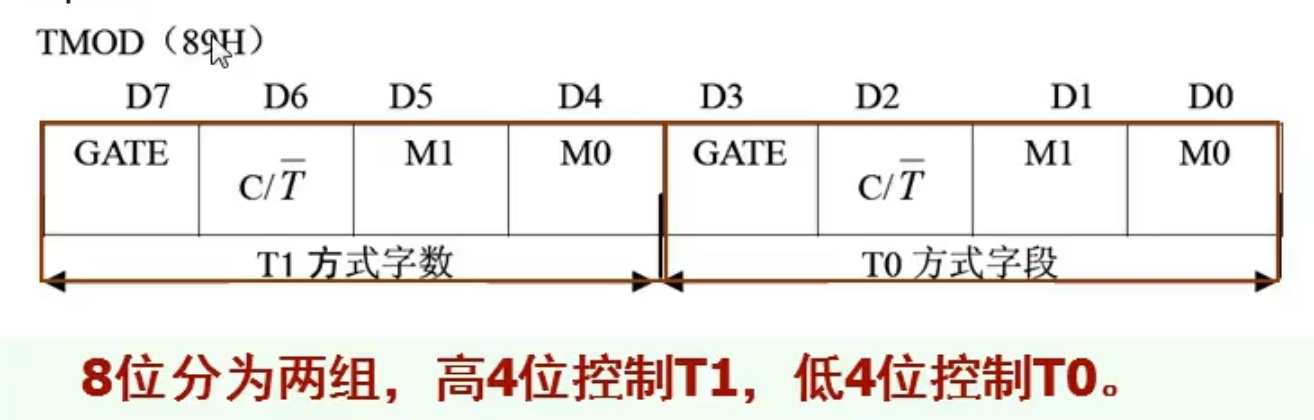 TMOD（89H）
D7 D6 D5 D4 D3 D2 D1 D0
GATE C/T̅ M1 M0 GATE C/T̅ M1 M0
T1 方式字数 T0 方式字段
8位分为两组，高4位控制T1，低4位控制T0。